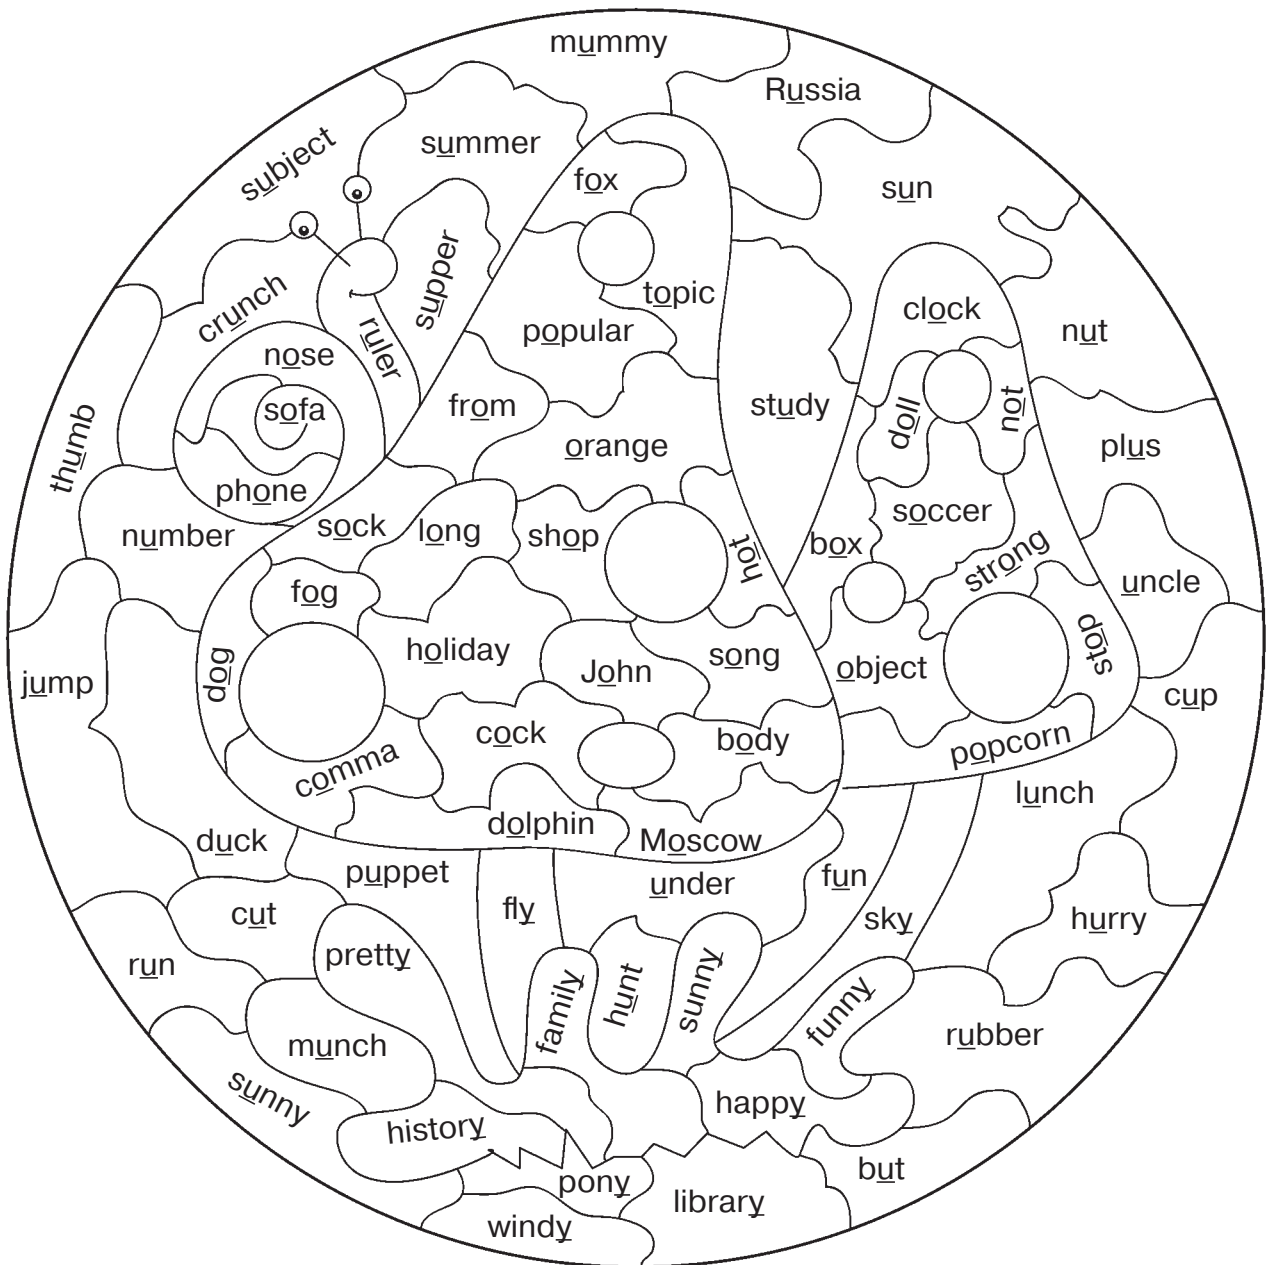 mummy
Russia
subject
summer
fox
sun
supper
topic
crunch
popular
clock
nut
ruler
nose
sofa
from
study
doll
not
thumb
orange
plus
phone
number
sock
long
shop
hot
box
soccer
strong
uncle
fog
dog
holiday
John
song
object
stop
jump
cup
cock
body
popcorn
comma
lunch
dolphin
Moscow
duck
puppet
under
fun
cut
fly
sky
hurry
run
pretty
family
hunt
sunny
funny
rubber
munch
sunny
history
happy
but
pony
library
windy